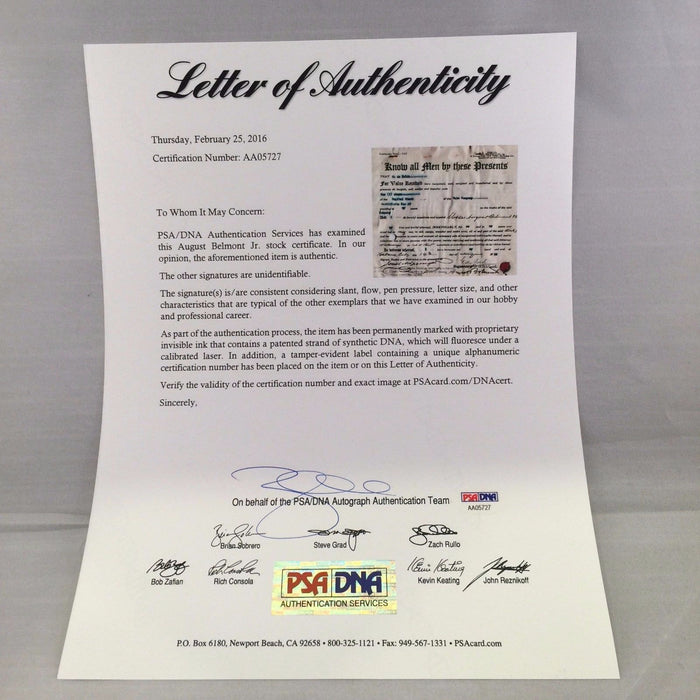 Letter of Authenticity
Thursday, February 25, 2016
Certification Number: AA05727
Know all Men by these Presents
For Value Received
To Whom It May Concern:
PSA/DNA Authentication Services has examined
this August Belmont Jr. stock certificate. In our
opinion, the aforementioned item is authentic.
The other signatures are unidentifiable.
The signature(s) is/are consistent considering slant, flow, pen pressure, letter size, and other
characteristics that are typical of the other exemplars that we have examined in our hobby
and professional career.
As part of the authentication process, the item has been permanently marked with proprietary
invisible ink that contains a patented strand of synthetic DNA, which will fluoresce under a
calibrated laser. In addition, a tamper-evident label containing a unique alphanumeric
certification number has been placed on the item or on this Letter of Authenticity.
Verify the validity of the certification number and exact image at PSAcard.com/DNAcert.
Sincerely,
On behalf of the PSA/DNA Autograph Authentication Team
PSA DNA
AA05727
Brian Sobrero
Steve Grad
Zach Rullo
Bob Zafian
Rich Consola
Kevin Keating
John Reznikoff
PSA DNA
AUTHENTICATION SERVICES
P.O. Box 6180, Newport Beach, CA 92658 • 800-325-1121 • Fax: 949-567-1331 • PSAcard.com